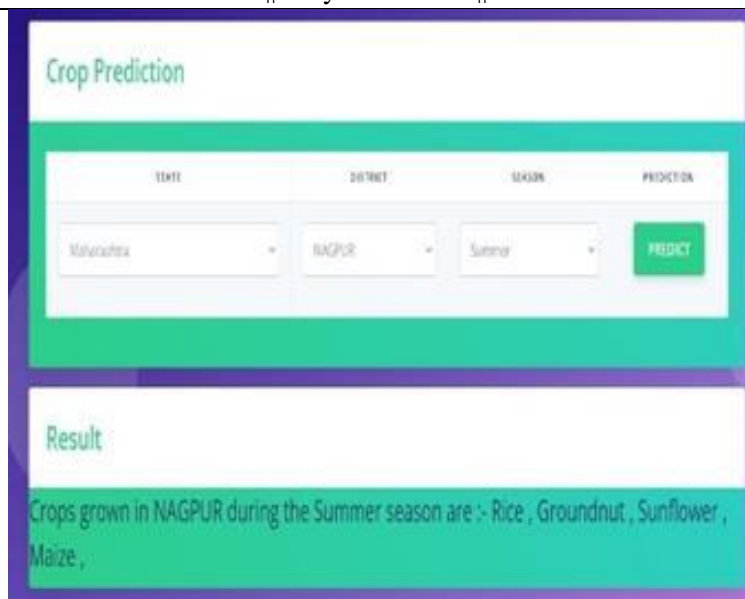 Crop Prediction
STATE DISTRICT SEASON PREDICTION
Maharashtra NAGPUR Summer PREDICT
Result
Crops grown in NAGPUR during the Summer season are :- Rice , Groundnut , Sunflower ,
Maize ,